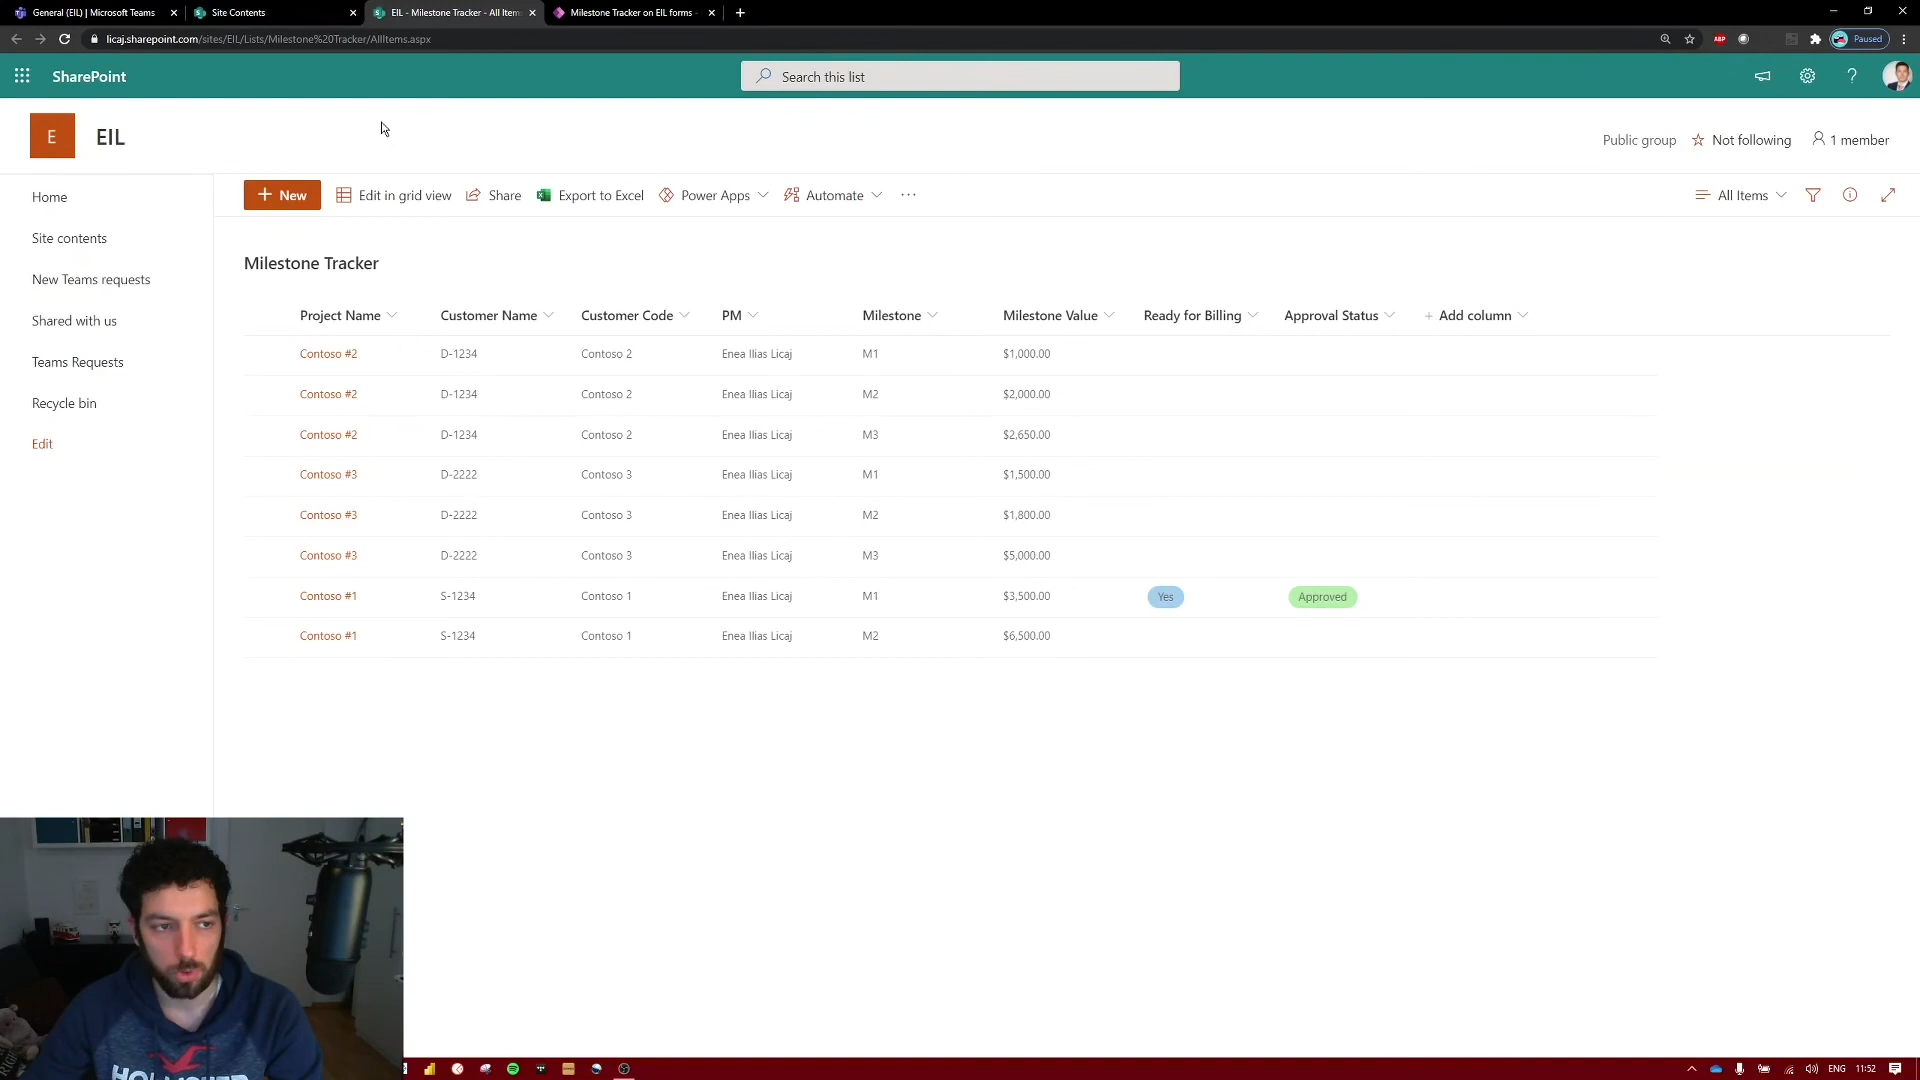 General (EIL) | Microsoft Teams
Site Contents
EIL - Milestone Tracker - All Item
Milestone Tracker on EIL forms -
licaj.sharepoint.com/sites/EIL/Lists/Milestone%20Tracker/AllItems.aspx
ABP
Paused
SharePoint
Search this list
E
EIL
Public group
Not following
1 member
Home
Site contents
New Teams requests
Shared with us
Teams Requests
Recycle bin
Edit
New
Edit in grid view
Share
Export to Excel
Power Apps
Automate
All Items
Milestone Tracker
Project Name Customer Name Customer Code PM Milestone Milestone Value Ready for Billing Approval Status + Add column
Contoso #2 D-1234 Contoso 2 Enea Ilias Licaj M1 $1,000.00
Contoso #2 D-1234 Contoso 2 Enea Ilias Licaj M2 $2,000.00
Contoso #2 D-1234 Contoso 2 Enea Ilias Licaj M3 $2,650.00
Contoso #3 D-2222 Contoso 3 Enea Ilias Licaj M1 $1,500.00
Contoso #3 D-2222 Contoso 3 Enea Ilias Licaj M2 $1,800.00
Contoso #3 D-2222 Contoso 3 Enea Ilias Licaj M3 $5,000.00
Contoso #1 S-1234 Contoso 1 Enea Ilias Licaj M1 $3,500.00 Yes Approved
Contoso #1 S-1234 Contoso 1 Enea Ilias Licaj M2 $6,500.00
ENG
11:52